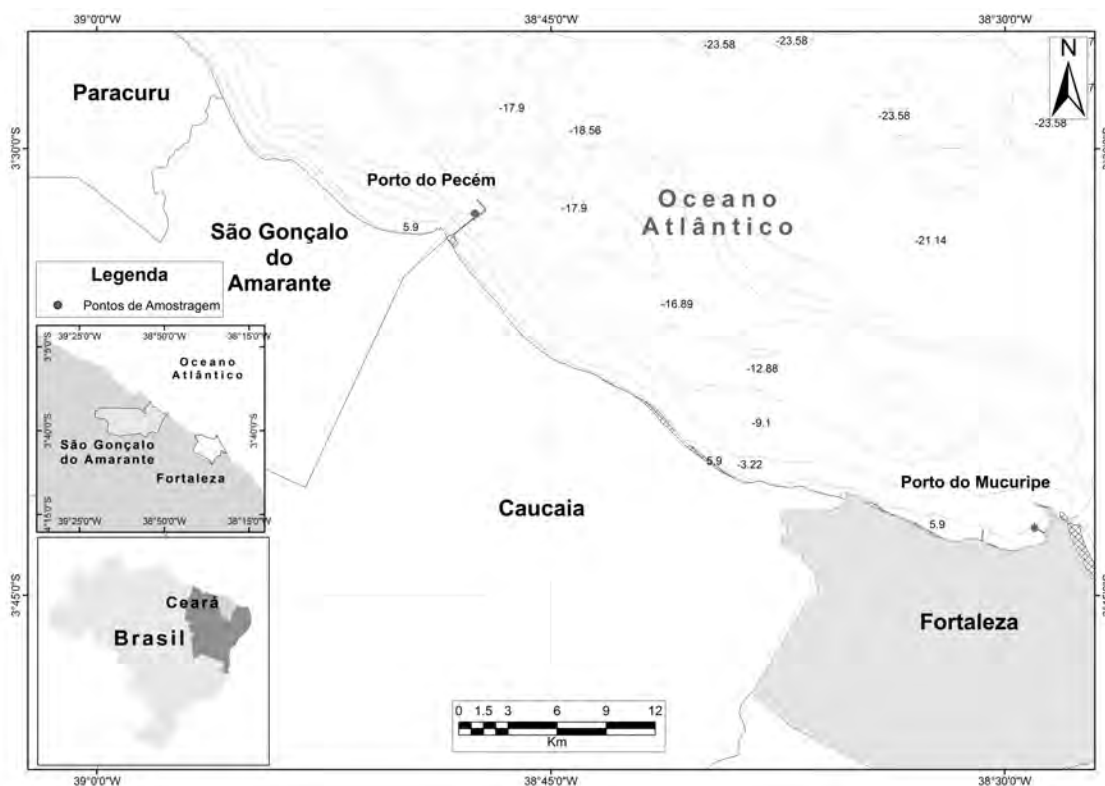 39°0'0"W
38°45'0"W
38°30'0"W
-23.58
-23.58
N
Paracuru
-17.9
-18.56
-23.58
-23.58
3°30'0"S
Porto do Pecém
Oceano
Atlântico
-17.9
5.9
-21.14
São Gonçalo
do
Amarante
Legenda
Pontos de Amostragem
-16.89
39°25'0"W
38°50'0"W
38°15'0"W
3°5'0"S
Oceano
Atlântico
3°40'0"S
3°40'0"S
São Gonçalo
do Amarante
Fortaleza
4°15'0"S
39°25'0"W
38°50'0"W
38°15'0"W
-12.88
-9.1
5.9
-3.22
Porto do Mucuripe
5.9
Caucaia
Fortaleza
3°45'0"S
Ceará
Brasil
0 1.5 3 6 9 12
Km
39°0'0"W
38°45'0"W
38°30'0"W